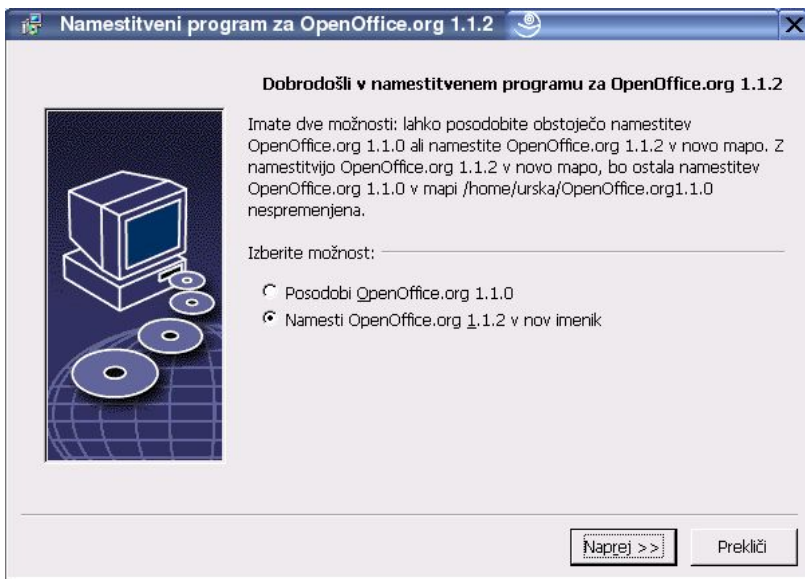 Namestitveni program za OpenOffice.org 1.1.2
Dobrodošli v namestitvenem programu za OpenOffice.org 1.1.2
Imate dve možnosti: lahko posodobite obstoječo namestitev
OpenOffice.org 1.1.0 ali namestite OpenOffice.org 1.1.2 v novo mapo. Z
namestitvijo OpenOffice.org 1.1.2 v novo mapo, bo ostala namestitev
OpenOffice.org 1.1.0 v mapi /home/urska/OpenOffice.org1.1.0
nespremenjena.
Izberite možnost:
Posodobi OpenOffice.org 1.1.0
Namesti OpenOffice.org 1.1.2 v nov imenik
Naprej >>
Prekliči